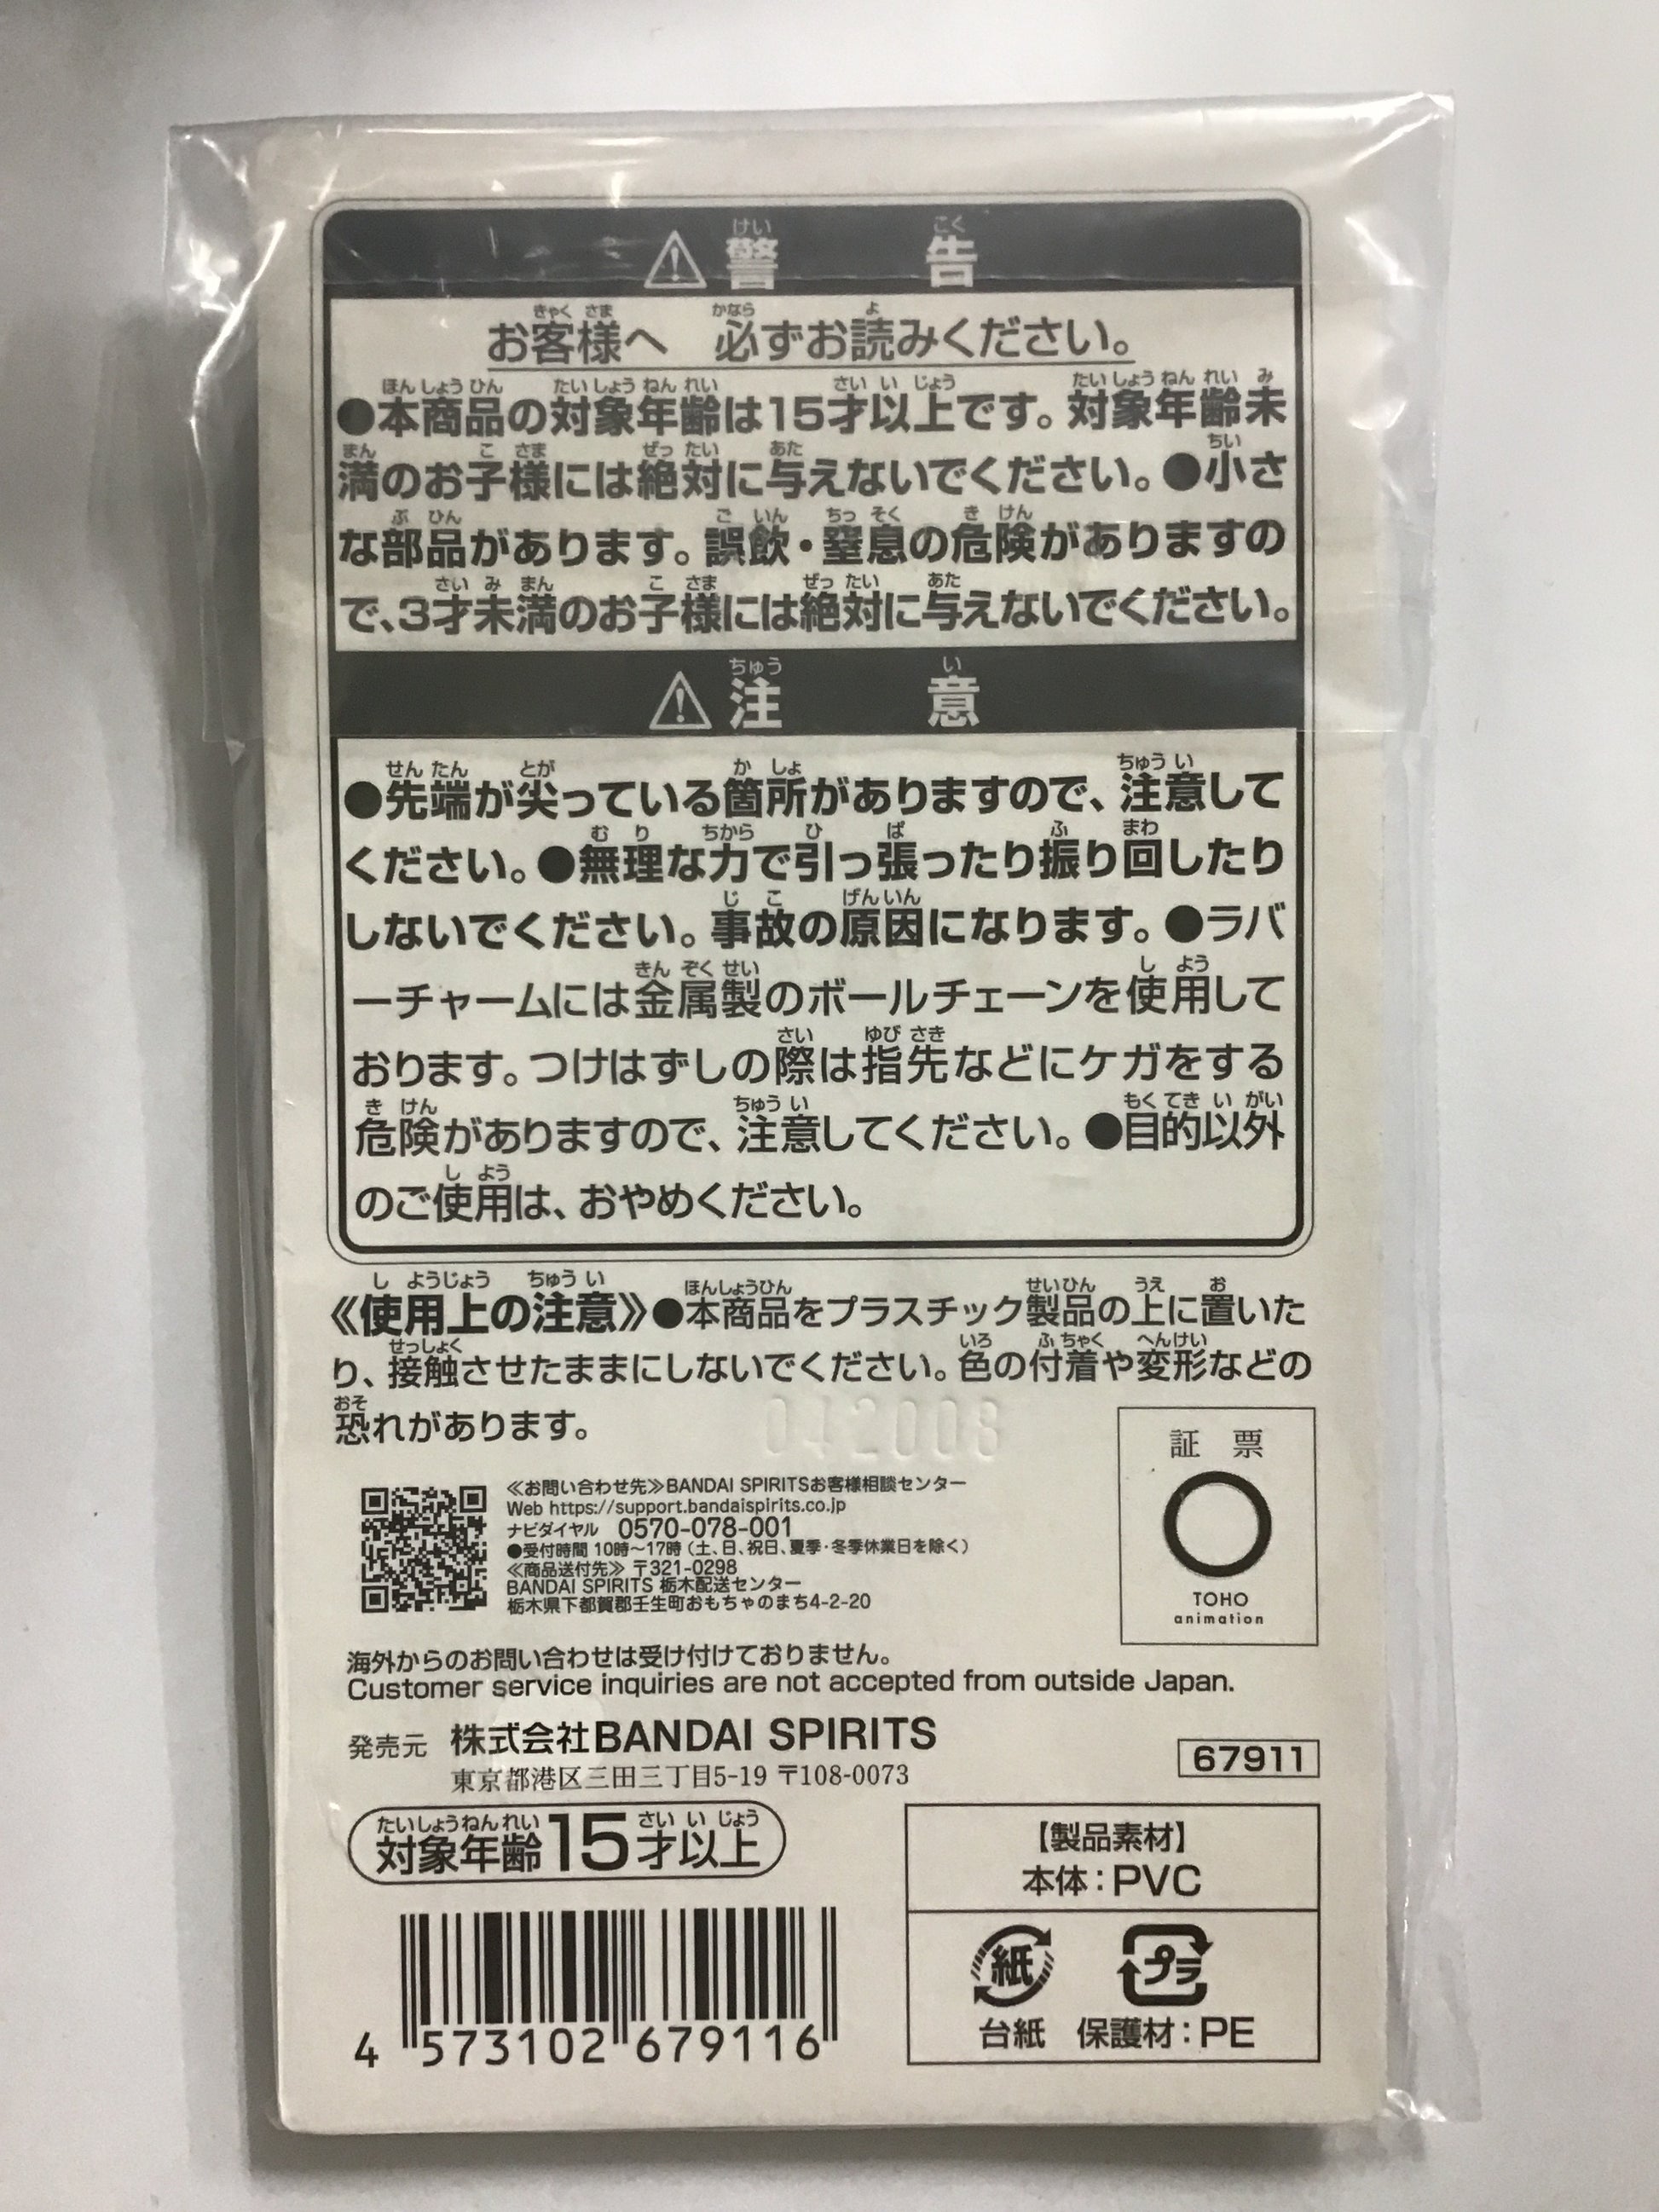 ⚠警告
お客様へ 必ずお読みください。
●本商品の対象年齢は15才以上です。対象年齢未
満のお子様には絶対に与えないでください。●小さ
な部品があります。誤飲・窒息の危険がありますの
で、3才未満のお子様には絶対に与えないでください。
⚠注意
●先端が尖っている箇所がありますので、注意して
ください。●無理な力で引っ張ったり振り回したり
しないでください。事故の原因になります。●ラバ
ーチャームには金属製のボールチェーンを使用して
おります。つけはずしの際は指先などにケガをする
危険がありますので、注意してください。●目的以外
のご使用は、おやめください。
《使用上の注意》●本商品をプラスチック製品の上に置いた
り、接触させたままにしないでください。色の付着や変形などの
恐れがあります。
042008
証票
TOHO
animation
≪お問い合わせ先≫BANDAI SPIRITSお客様相談センター
Web https://support.bandaispirits.co.jp
ナビダイヤル 0570-078-001
●受付時間 10時～17時（土、日、祝日、夏季・冬季休業日を除く）
≪商品送付先≫ 〒321-0298
BANDAI SPIRITS 栃木配送センター
栃木県下都賀郡壬生町おもちゃのまち4-2-20
海外からのお問い合わせは受け付けておりません。
Customer service inquiries are not accepted from outside Japan.
発売元 株式会社BANDAI SPIRITS
東京都港区三田三丁目5-19 〒108-0073
67911
対象年齢15才以上
【製品素材】
本体：PVC
紙 プラ
台紙 保護材：PE
4 573102 679116